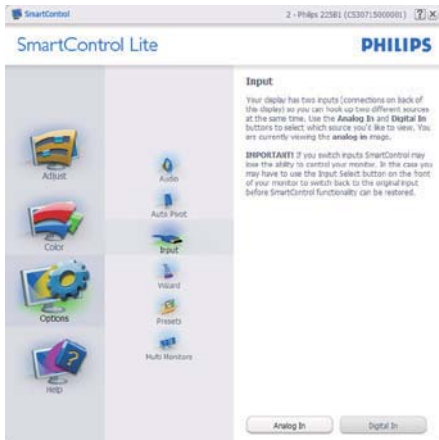 SmartControl
2 - Philips 225B1 (CS30715000001)
SmartControl Lite
PHILIPS
Adjust
Color
Options
Help
Audio
Auto Pivot
Input
Wizard
Presets
Multi Monitors
Input
Your display has two inputs (connections on back of
this display) so you can hook up two different sources
at the same time. Use the Analog In and Digital In
buttons to select which source you'd like to view. You
are currently viewing the analog in image.
IMPORTANT! If you switch inputs SmartControl may
lose the ability to control your monitor. In the case you
may have to use the Input Select button on the front
of your monitor to switch back to the original input
before SmartControl functionality can be restored.
Analog In
Digital In